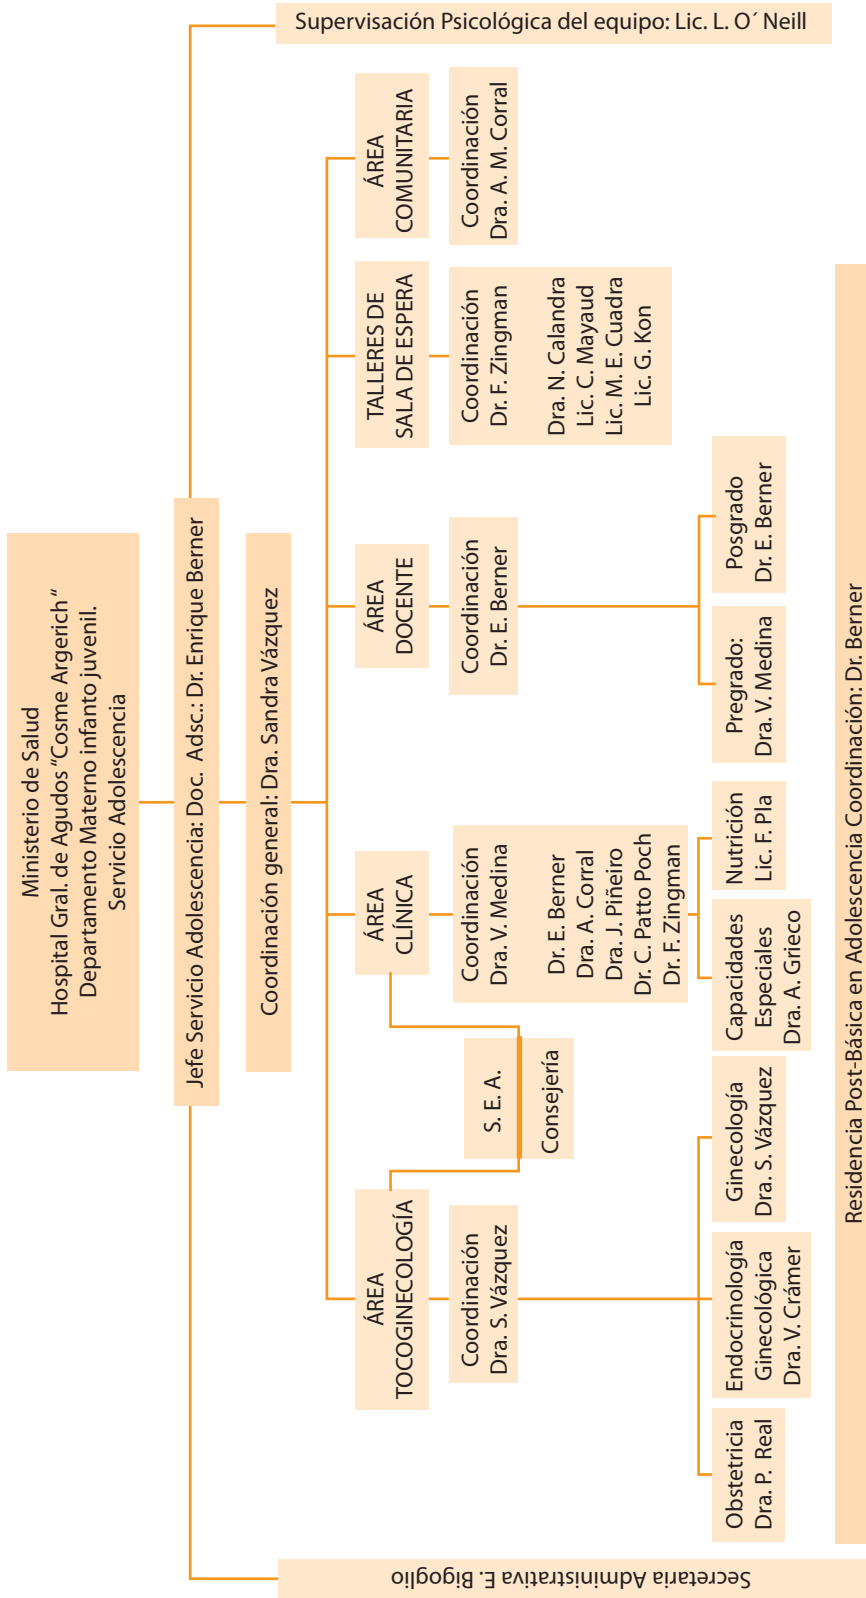 Ministerio de Salud
Hospital Gral. de Agudos “Cosme Argerich “
Departamento Materno infanto juvenil.
Servicio Adolescencia
Jefe Servicio Adolescencia: Doc. Adsc.: Dr. Enrique Berner
Coordinación general: Dra. Sandra Vázquez
Secretaria Administrativa E. Bigoglio
Supervisación Psicológica del equipo: Lic. L. O´ Neill
ÁREA
TOCOGINECOLOGÍA
Coordinación
Dra. S. Vázquez
Obstetricia
Dra. P. Real
Endocrinología
Ginecológica
Dra. V. Crámer
Ginecología
Dra. S. Vázquez
S. E. A.
Consejería
ÁREA
CLÍNICA
Coordinación
Dra. V. Medina
Dr. E. Berner
Dra. A. Corral
Dra. J. Piñeiro
Dr. C. Patto Poch
Dr. F. Zingman
Capacidades
Especiales
Dra. A. Grieco
Nutrición
Lic. F. Pla
ÁREA
DOCENTE
Coordinación
Dr. E. Berner
Pregrado:
Dra. V. Medina
Posgrado
Dr. E. Berner
TALLERES DE
SALA DE ESPERA
Coordinación
Dr. F. Zingman
Dra. N. Calandra
Lic. C. Mayaud
Lic. M. E. Cuadra
Lic. G. Kon
ÁREA
COMUNITARIA
Coordinación
Dra. A. M. Corral
Residencia Post-Básica en Adolescencia Coordinación: Dr. Berner